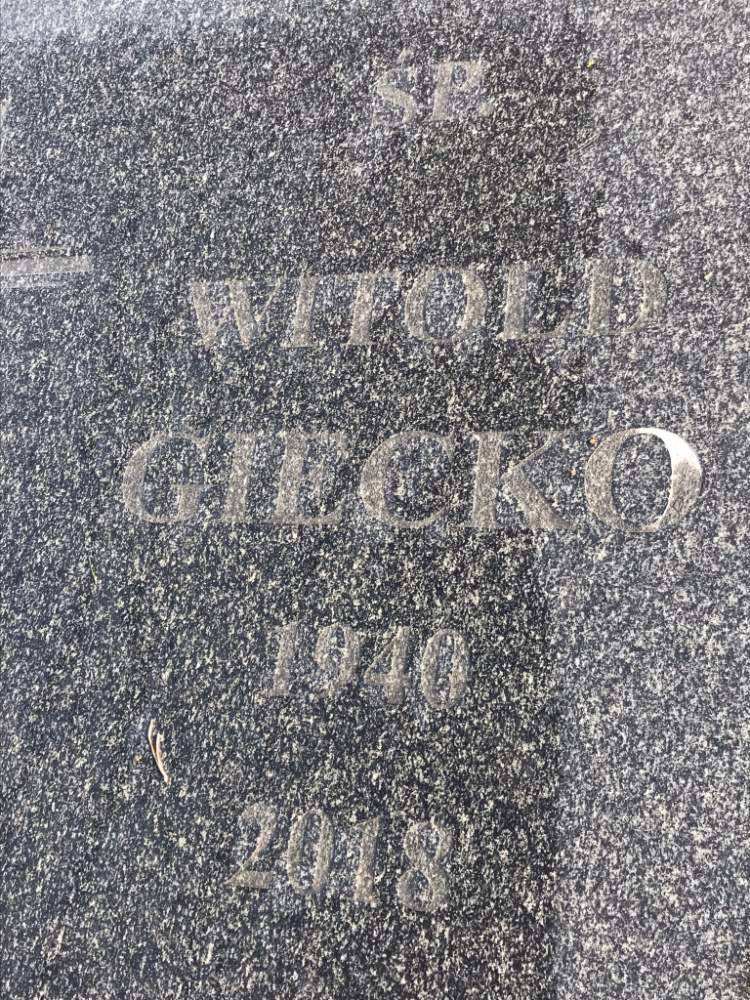 ŚP.
WITOLD
GIECKO
1940
2018